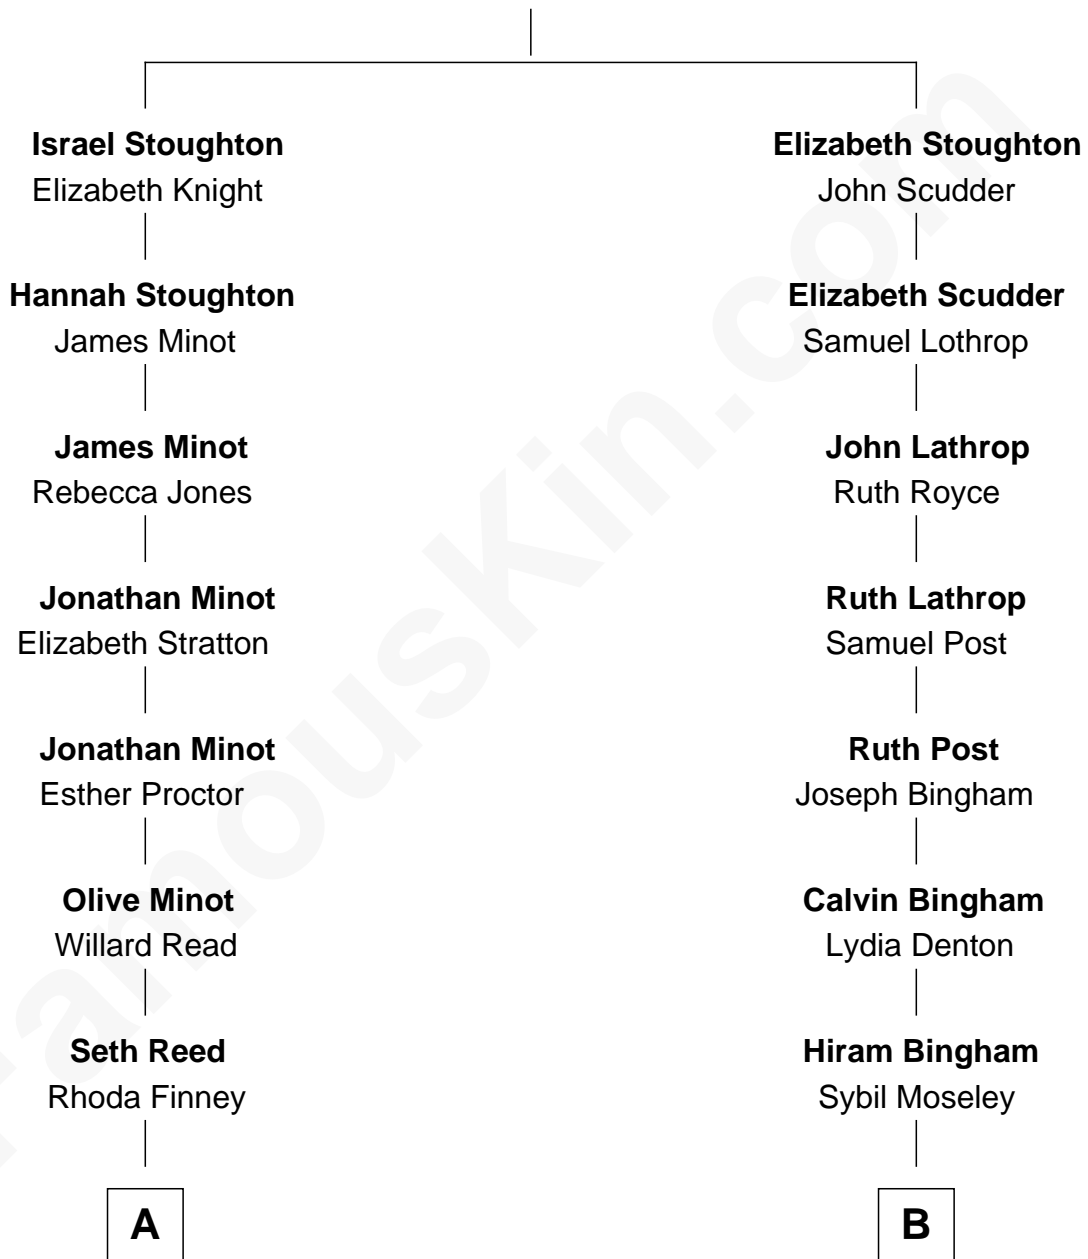 Israel Stoughton
Elizabeth Knight
Hannah Stoughton
James Minot
James Minot
Rebecca Jones
Jonathan Minot
Elizabeth Stratton
Jonathan Minot
Esther Proctor
Olive Minot
Willard Read
Seth Reed
Rhoda Finney
A
Elizabeth Stoughton
John Scudder
Elizabeth Scudder
Samuel Lothrop
John Lathrop
Ruth Royce
Ruth Lathrop
Samuel Post
Ruth Post
Joseph Bingham
Calvin Bingham
Lydia Denton
Hiram Bingham
Sybil Moseley
B
FamousKin.com